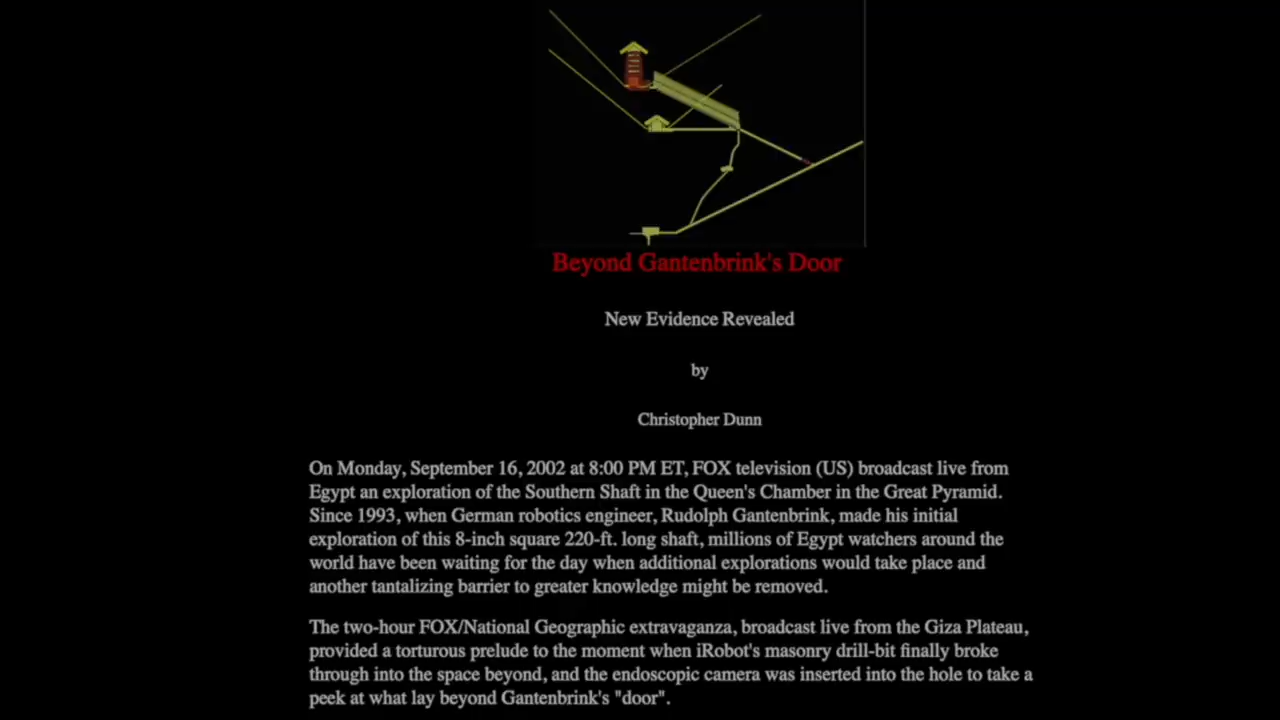 Beyond Gantenbrink's Door
New Evidence Revealed
by
Christopher Dunn
On Monday, September 16, 2002 at 8:00 PM ET, FOX television (US) broadcast live from
Egypt an exploration of the Southern Shaft in the Queen's Chamber in the Great Pyramid.
Since 1993, when German robotics engineer, Rudolph Gantenbrink, made his initial
exploration of this 8-inch square 220-ft. long shaft, millions of Egypt watchers around the
world have been waiting for the day when additional explorations would take place and
another tantalizing barrier to greater knowledge might be removed.
The two-hour FOX/National Geographic extravaganza, broadcast live from the Giza Plateau,
provided a torturous prelude to the moment when iRobot's masonry drill-bit finally broke
through into the space beyond, and the endoscopic camera was inserted into the hole to take a
peek at what lay beyond Gantenbrink's "door".